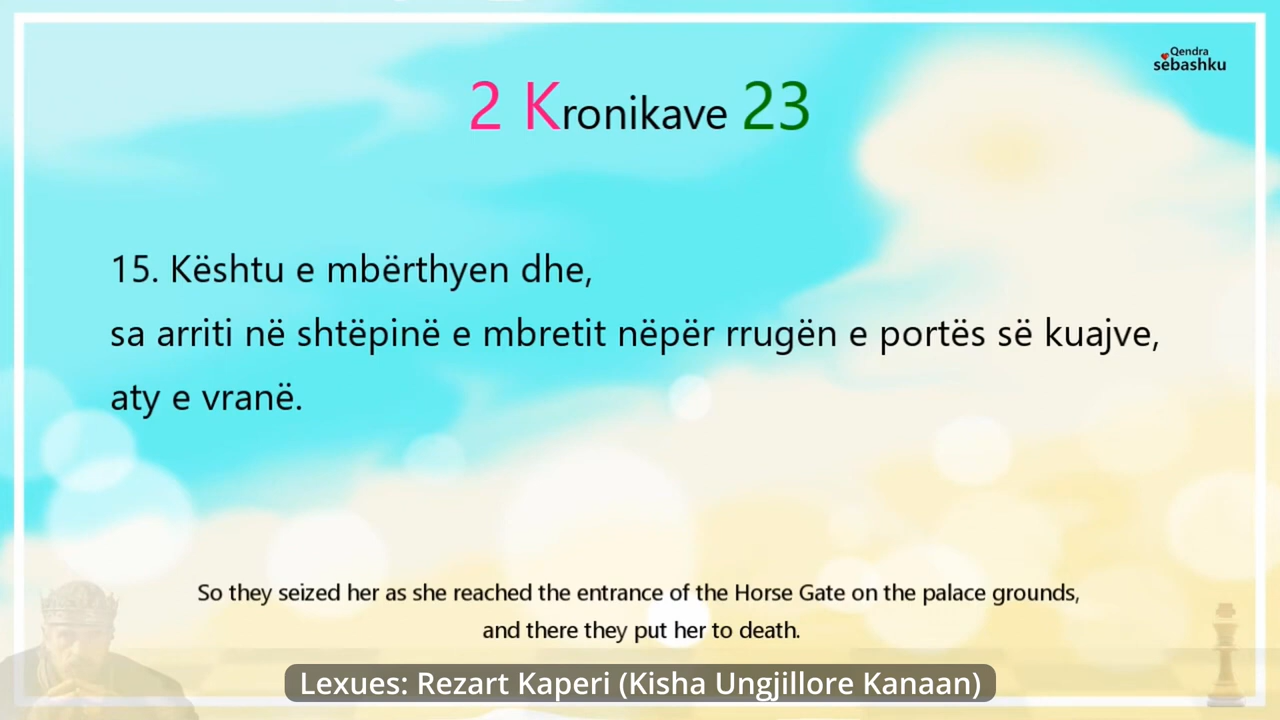 Qendra
sëbashku
2 Kronikave 23
15. Kështu e mbërthyen dhe,
sa arriti në shtëpinë e mbretit nëpër rrugën e portës së kuajve,
aty e vranë.
So they seized her as she reached the entrance of the Horse Gate on the palace grounds,
and there they put her to death.
Lexues: Rezart Kaperi (Kisha Ungjillore Kanaan)